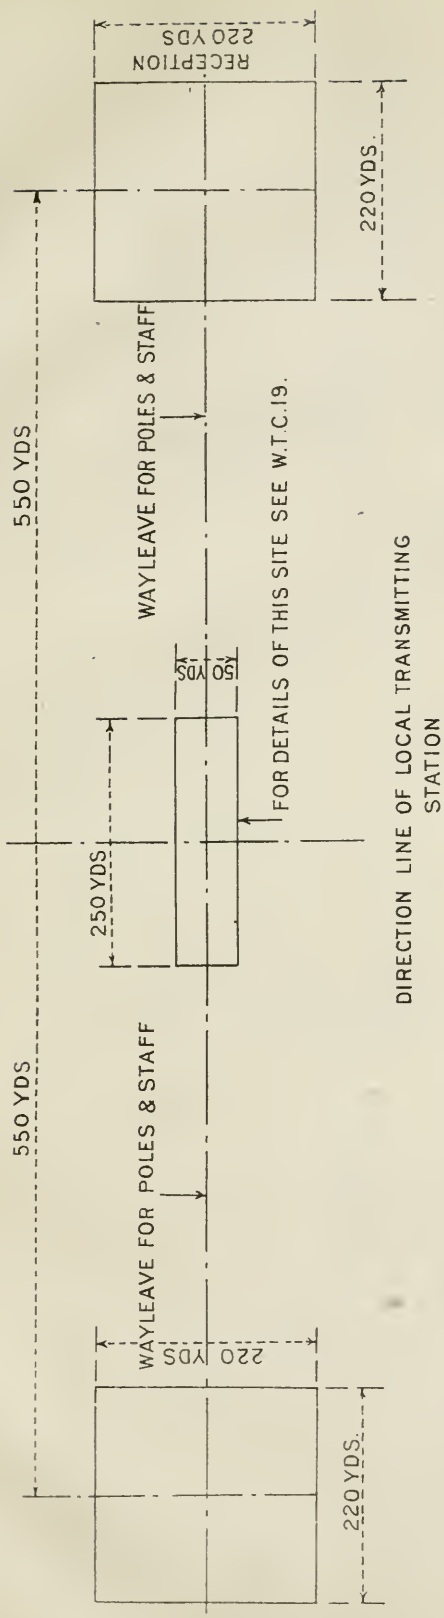 550 YDS
550 YDS
WAYLEAVE FOR POLES & STAFF
250 YDS
WAYLEAVE FOR POLES & STAFF
RECEPTION
220 YDS
220 YDS
50 YDS
FOR DETAILS OF THIS SITE SEE W.T.C.19.
220 YDS.
220 YDS.
DIRECTION LINE OF LOCAL TRANSMITTING
STATION